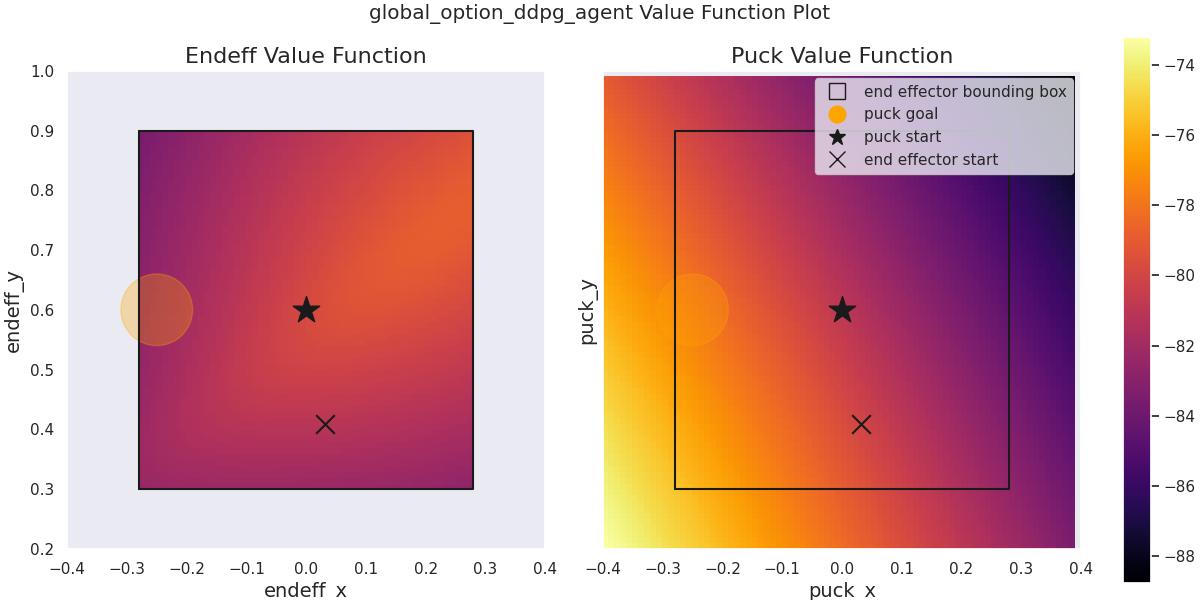 global_option_ddpg_agent Value Function Plot
Endeff Value Function
endeff_y
1.0
0.9
0.8
0.7
0.6
0.5
0.4
0.3
0.2
−0.4 −0.3 −0.2 −0.1 0.0 0.1 0.2 0.3 0.4
endeff_x
Puck Value Function
puck_y
end effector bounding box
puck goal
puck start
end effector start
−0.4 −0.3 −0.2 −0.1 0.0 0.1 0.2 0.3 0.4
puck_x
−74
−76
−78
−80
−82
−84
−86
−88